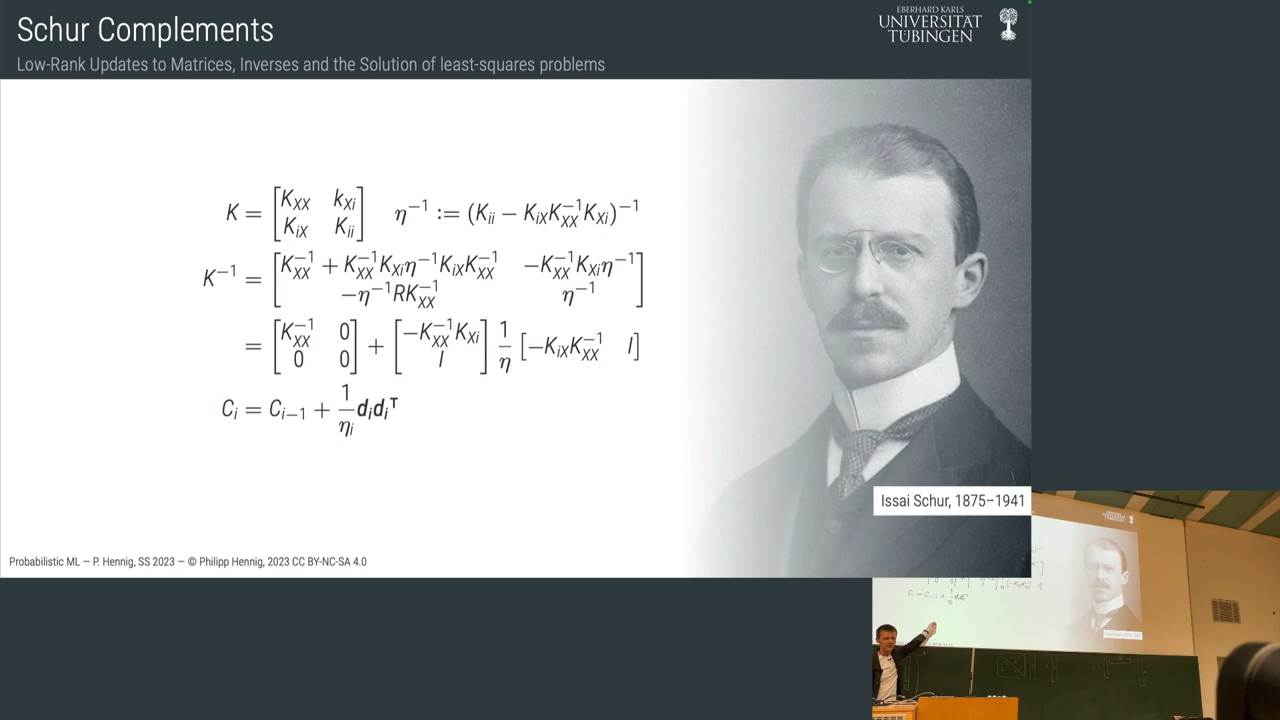 Schur Complements
Low-Rank Updates to Matrices, Inverses and the Solution of least-squares problems
EBERHARD KARLS
UNIVERSITÄT
TÜBINGEN
K = [K_XX k_Xi; K_iX K_ii] η⁻¹ := (K_ii − K_iX K_XX⁻¹ K_Xi)⁻¹
K⁻¹ = [K_XX⁻¹ + K_XX⁻¹ K_Xi η⁻¹ K_iX K_XX⁻¹ −K_XX⁻¹ K_Xi η⁻¹; −η⁻¹ R K_XX⁻¹ η⁻¹]
= [K_XX⁻¹ 0; 0 0] + [−K_XX⁻¹ K_Xi; I] 1/η [−K_iX K_XX⁻¹ I]
C_i = C_{i−1} + 1/η_i d_i d_iᵀ
Issai Schur, 1875–1941
Probabilistic ML — P. Hennig, SS 2023 — © Philipp Hennig, 2023 CC BY-NC-SA 4.0